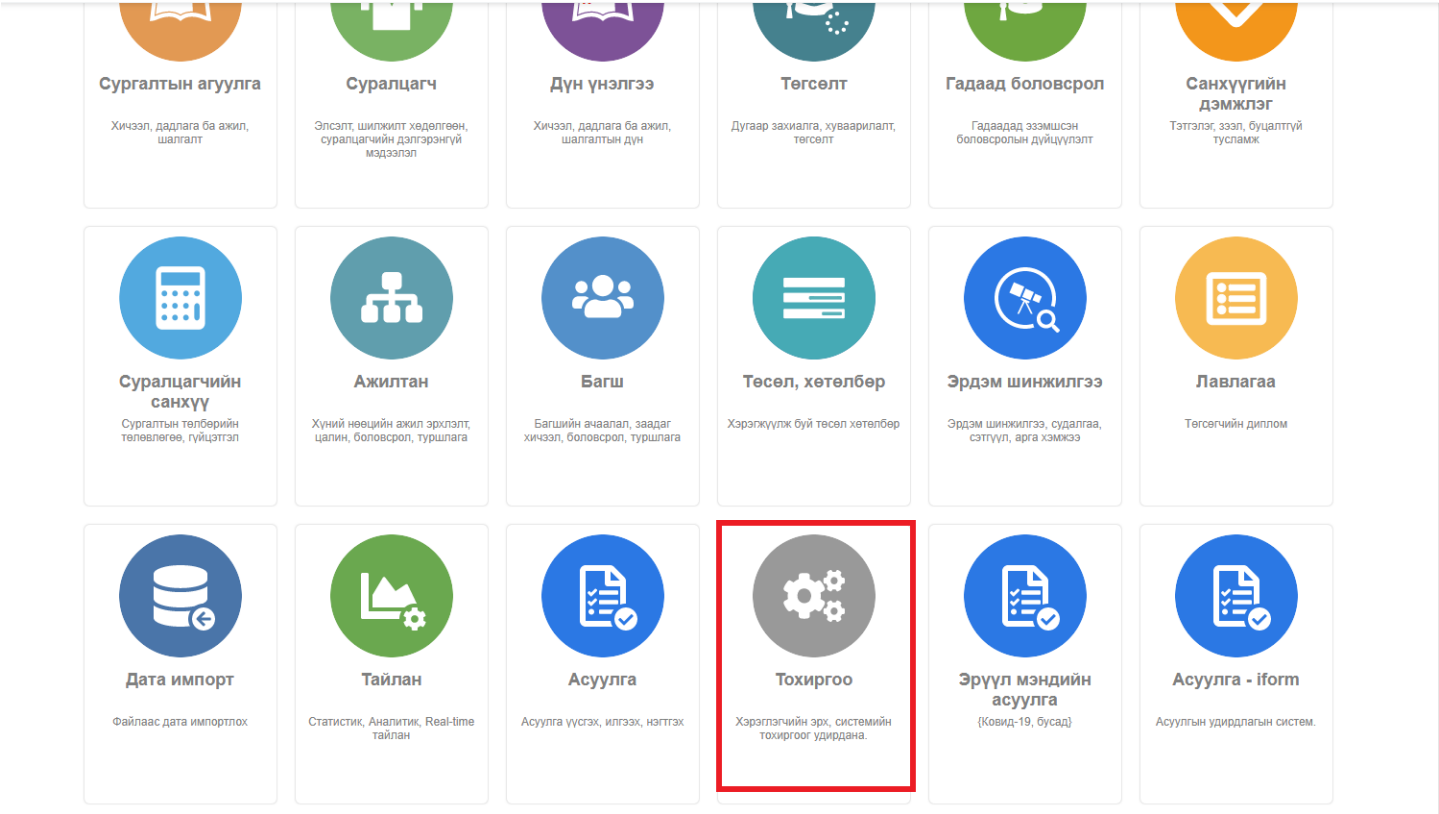 Сургалтын агуулга
Хичээл, дадлага ба ажил,
шалгалт
Суралцагч
Элсэлт, шилжилт хөдөлгөөн,
суралцагчийн дэлгэрэнгүй
мэдээлэл
Дүн үнэлгээ
Хичээл, дадлага ба ажил,
шалгалтын дүн
Төгсөлт
Дугаар захиалга, хуваарилалт,
төгсөлт
Гадаад боловсрол
Гадаадад эзэмшсэн
боловсролын дүйцүүлэлт
Санхүүгийн
дэмжлэг
Тэтгэлэг, зээл, буцалтгүй
тусламж
Суралцагчийн
санхүү
Сургалтын төлбөрийн
төлөвлөгөө, гүйцэтгэл
Ажилтан
Хүний нөөцийн ажил эрхлэлт,
цалин, боловсрол, туршлага
Багш
Багшийн ачаалал, заадаг
хичээл, боловсрол, туршлага
Төсөл, хөтөлбөр
Хэрэгжүүлж буй төсөл хөтөлбөр
Эрдэм шинжилгээ
Эрдэм шинжилгээ, судалгаа,
сэтгүүл, арга хэмжээ
Лавлагаа
Төгсөгчийн диплом
Дата импорт
Файлаас дата импортлох
Тайлан
Статистик, Аналитик, Real-time
тайлан
Асуулга
Асуулга үүсгэх, илгээх, нэгтгэх
Тохиргоо
Хэрэглэгчийн эрх, системийн
тохиргоог удирдана.
Эрүүл мэндийн
асуулга
{Ковид-19, бусад}
Асуулга - iform
Асуулгын удирдлагын систем.